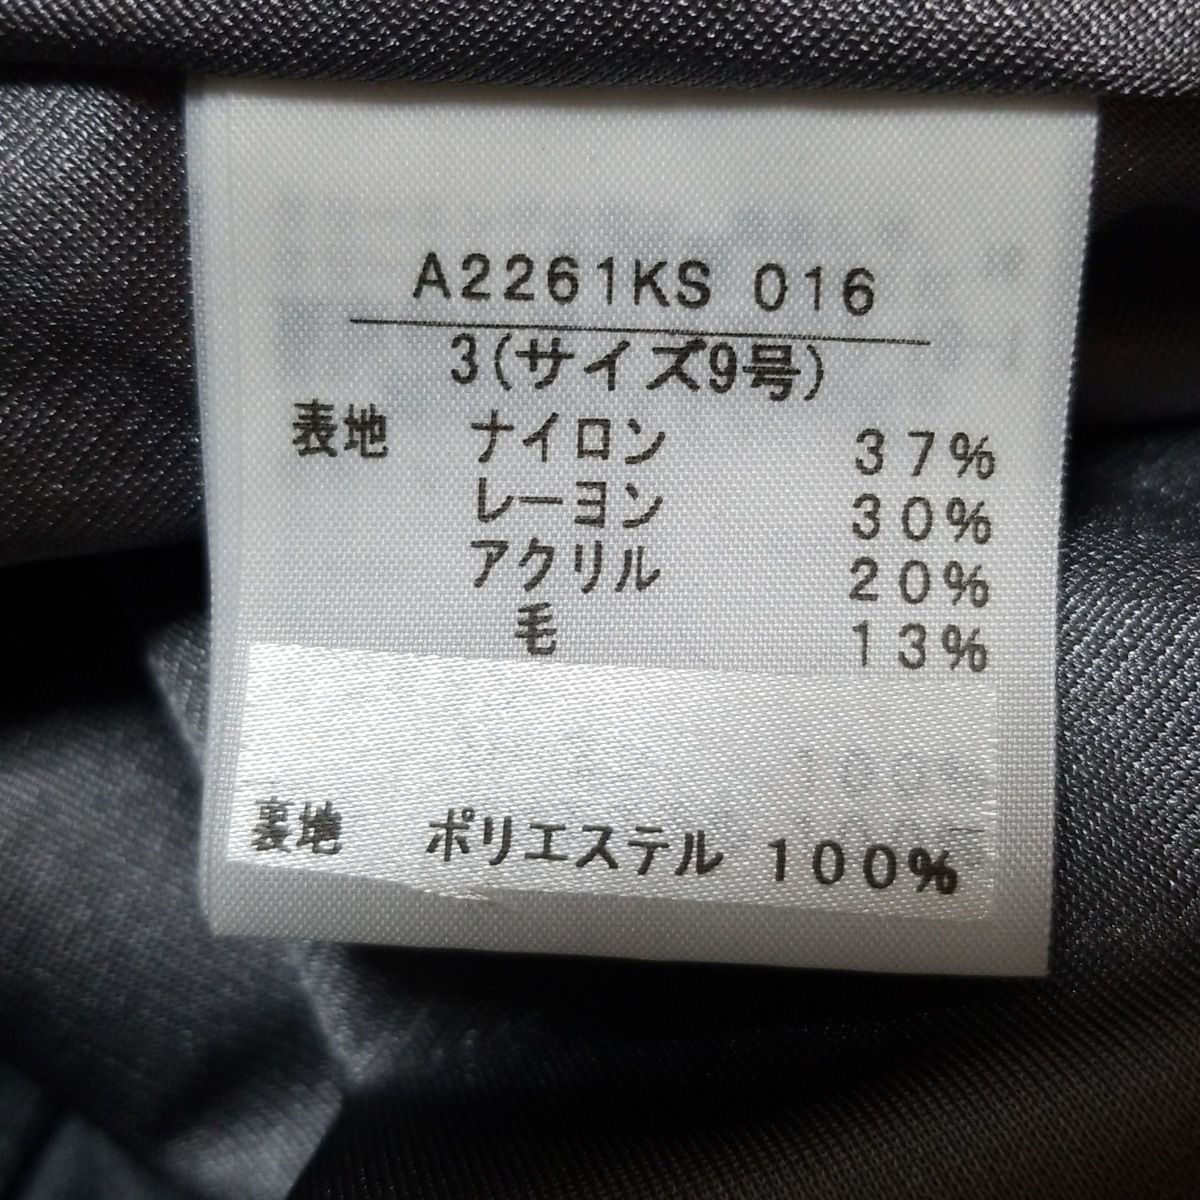 A2261KS 016
3(サイズ9号)
表地 ナイロン 37%
レーヨン 30%
アクリル 20%
毛 13%
裏地 ポリエステル 100%